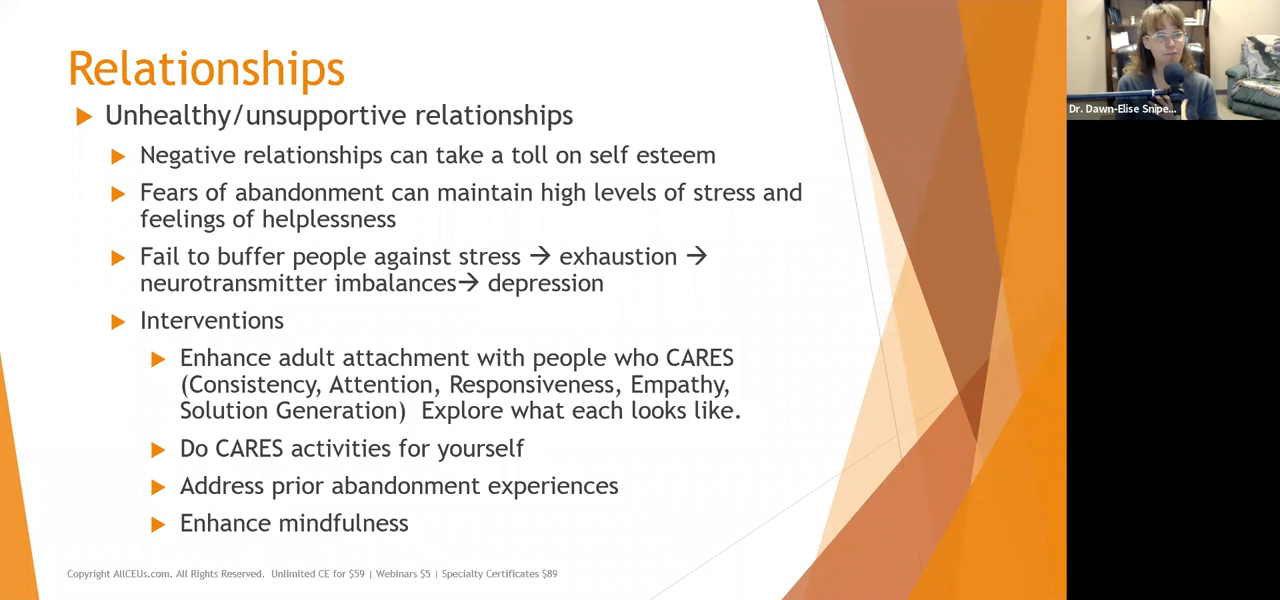 Relationships
Unhealthy/unsupportive relationships
Negative relationships can take a toll on self esteem
Fears of abandonment can maintain high levels of stress and
feelings of helplessness
Fail to buffer people against stress → exhaustion →
neurotransmitter imbalances→ depression
Interventions
Enhance adult attachment with people who CARES
(Consistency, Attention, Responsiveness, Empathy,
Solution Generation)  Explore what each looks like.
Do CARES activities for yourself
Address prior abandonment experiences
Enhance mindfulness
Copyright AllCEUs.com. All Rights Reserved.  Unlimited CE for $59 | Webinars $5 | Specialty Certificates $89
Dr. Dawn-Elise Snipe...